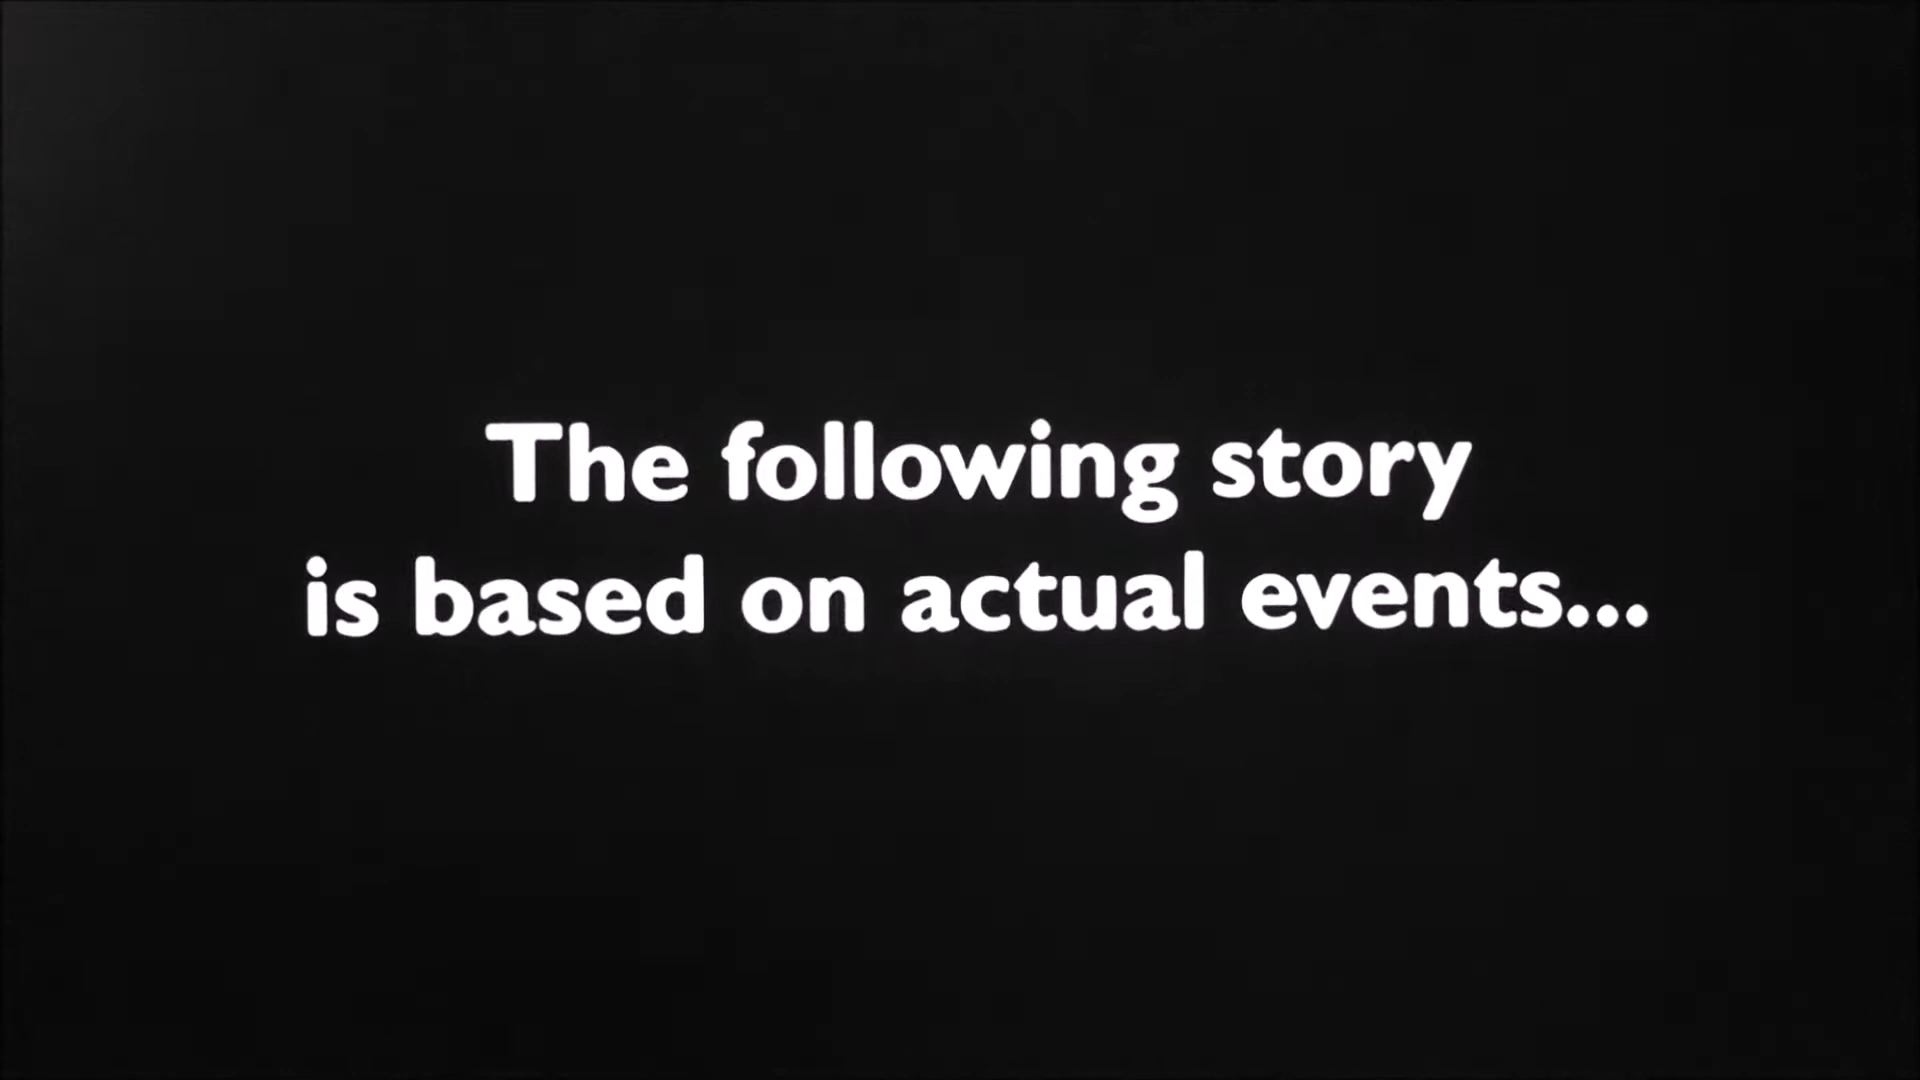 The following story
is based on actual events...